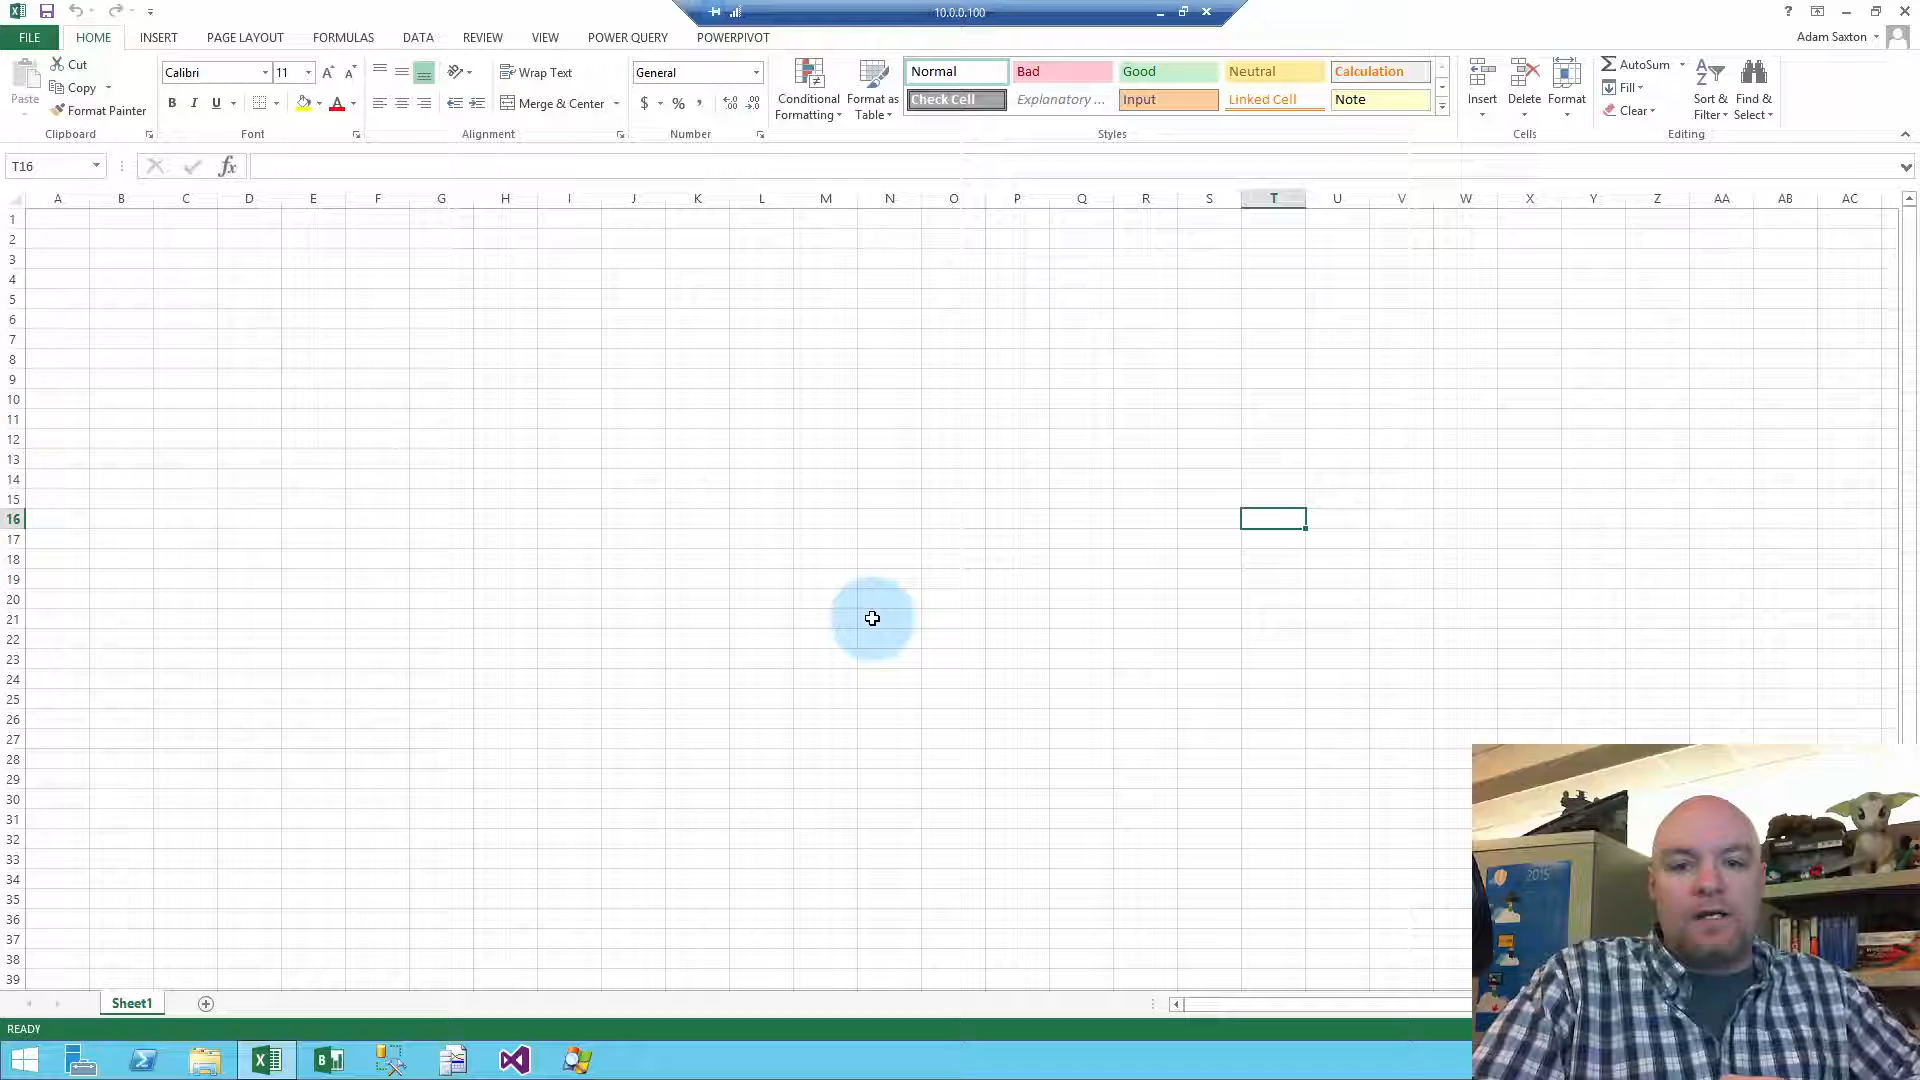 10.0.0.100
FILE HOME INSERT PAGE LAYOUT FORMULAS DATA REVIEW VIEW POWER QUERY POWERPIVOT
Adam Saxton
Paste
Cut
Copy
Format Painter
Clipboard
Calibri 11
B I U
Font
Wrap Text
Merge & Center
Alignment
General
$ % ,
Number
Conditional Formatting
Format as Table
Normal Bad Good Neutral Calculation
Check Cell Explanatory ... Input Linked Cell Note
Styles
Insert Delete Format
Cells
AutoSum
Fill
Clear
Sort & Filter
Find & Select
Editing
T16
fx
A B C D E F G H I J K L M N O P Q R S T U V W X Y Z AA AB AC
1
2
3
4
5
6
7
8
9
10
11
12
13
14
15
16
17
18
19
20
21
22
23
24
25
26
27
28
29
30
31
32
33
34
35
36
37
38
39
2015
Sheet1
READY